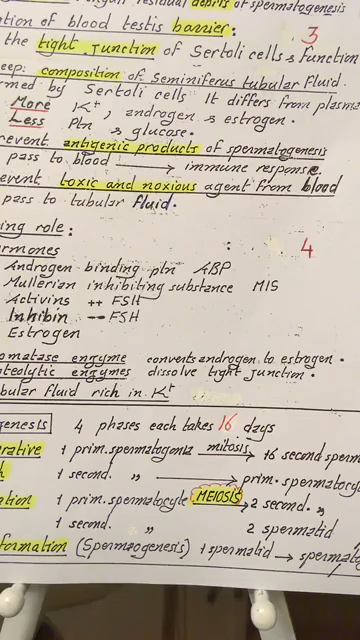 residual debris of spermatogenesis
ation of blood testis barrier: 3
the tight Junction of Sertoli cells & function
eep: composition of Seminiferus tubular fluid.
rmed by Sertoli cells It differs from plasma
More K+, androgen & estrogen.
Less Ptn & glucose.
revent antigenic products of spermatogenesis
pass to blood → immune response.
event toxic and noxious agent from blood
pass to tubular fluid.
ing role: : 4
ormones
Androgen binding ptn ABP
Mullerian inhibiting substance MIS
Activins ++ FSH
Inhibin -- FSH
Estrogen
omatase enzyme converts androgen to estrogen.
oteolytic enzymes dissolve tight junction.
bular fluid rich in K+
genesis 4 phases each takes 16 days
erative 1 prim. spermatogonia mitosis → 16 second sperm
h 1 second. " → prim. spermatocy
ation 1 prim. spermatocyte MEIOSIS → 2 second. "
1 second. " 2 spermatid
formation (Spermiogenesis) 1 spermatid → spermato